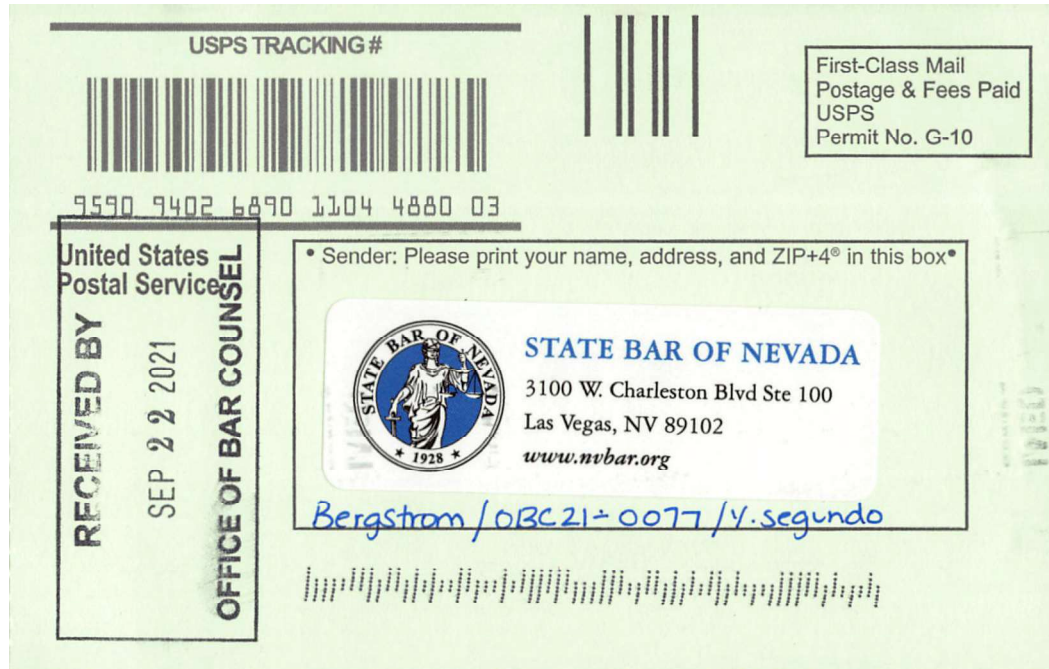 USPS TRACKING #
9590 9402 6890 1104 4880 03
First-Class Mail
Postage & Fees Paid
USPS
Permit No. G-10
United States
Postal Service
RECEIVED BY
SEP 22 2021
OFFICE OF BAR COUNSEL
• Sender: Please print your name, address, and ZIP+4® in this box•
STATE BAR OF NEVADA
★ 1928 ★
STATE BAR OF NEVADA
3100 W. Charleston Blvd Ste 100
Las Vegas, NV 89102
www.nvbar.org
Bergstrom / OBC21-0077 / Y. segundo